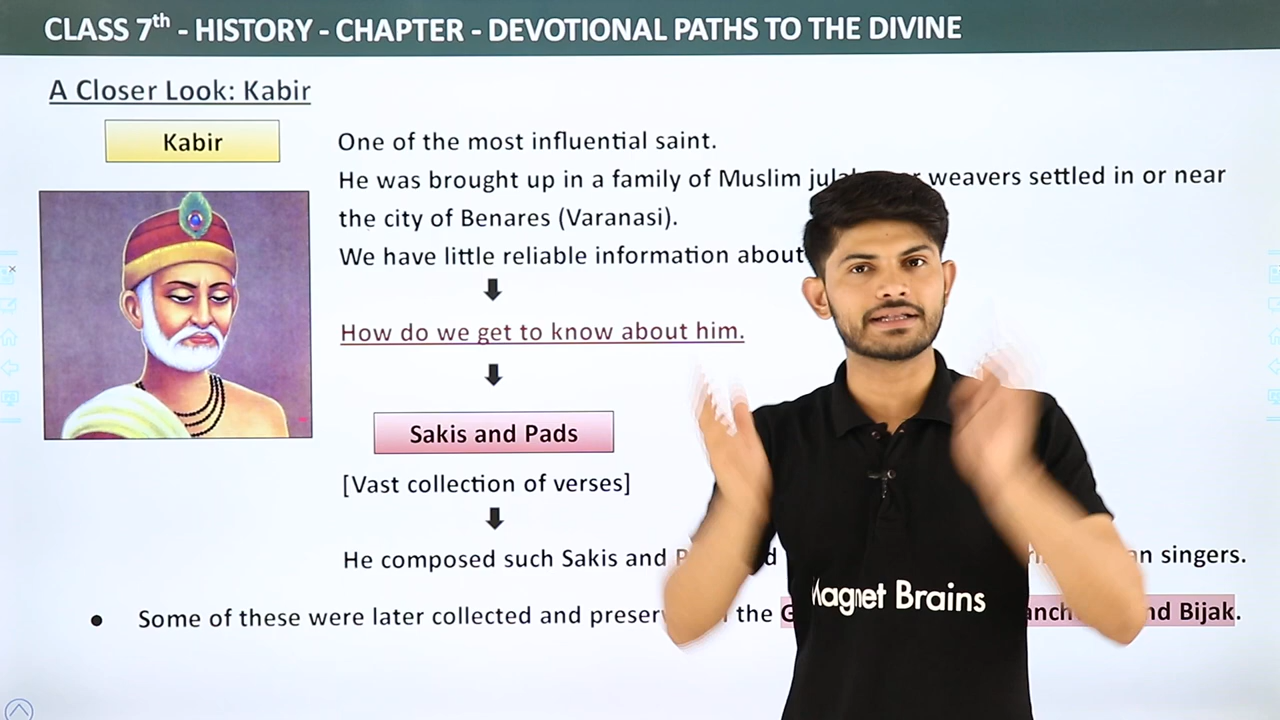 CLASS 7th - HISTORY - CHAPTER - DEVOTIONAL PATHS TO THE DIVINE
A Closer Look: Kabir
Kabir
One of the most influential saint.
He was brought up in a family of Muslim weavers settled in or near
the city of Benares (Varanasi).
We have little reliable information about
How do we get to know about him.
Sakis and Pads
[Vast collection of verses]
He composed such Sakis and singers.
Some of these were later collected and the and Bijak.
Magnet Brains